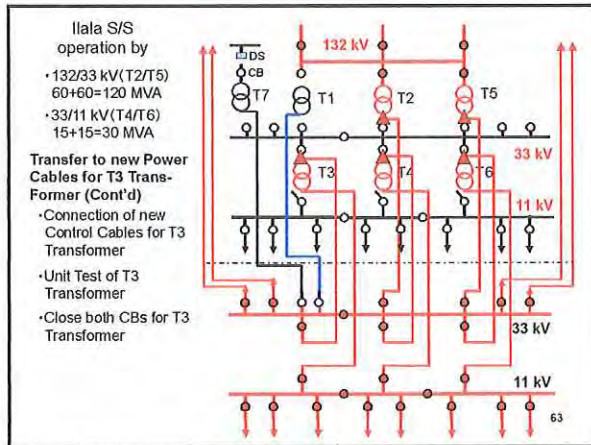 Ilala S/S
operation by
・132/33 kV(T2/T5)
60+60=120 MVA
・33/11 kV(T4/T6)
15+15=30 MVA
Transfer to new Power
Cables for T3 Trans-
Former (Cont'd)
・Connection of new
Control Cables for T3
Transformer
・Unit Test of T3
Transformer
・Close both CBs for T3
Transformer
132 kV
DS
CB
T7
T1
T2
T5
33 kV
T3
T4
T6
11 kV
33 kV
11 kV
63